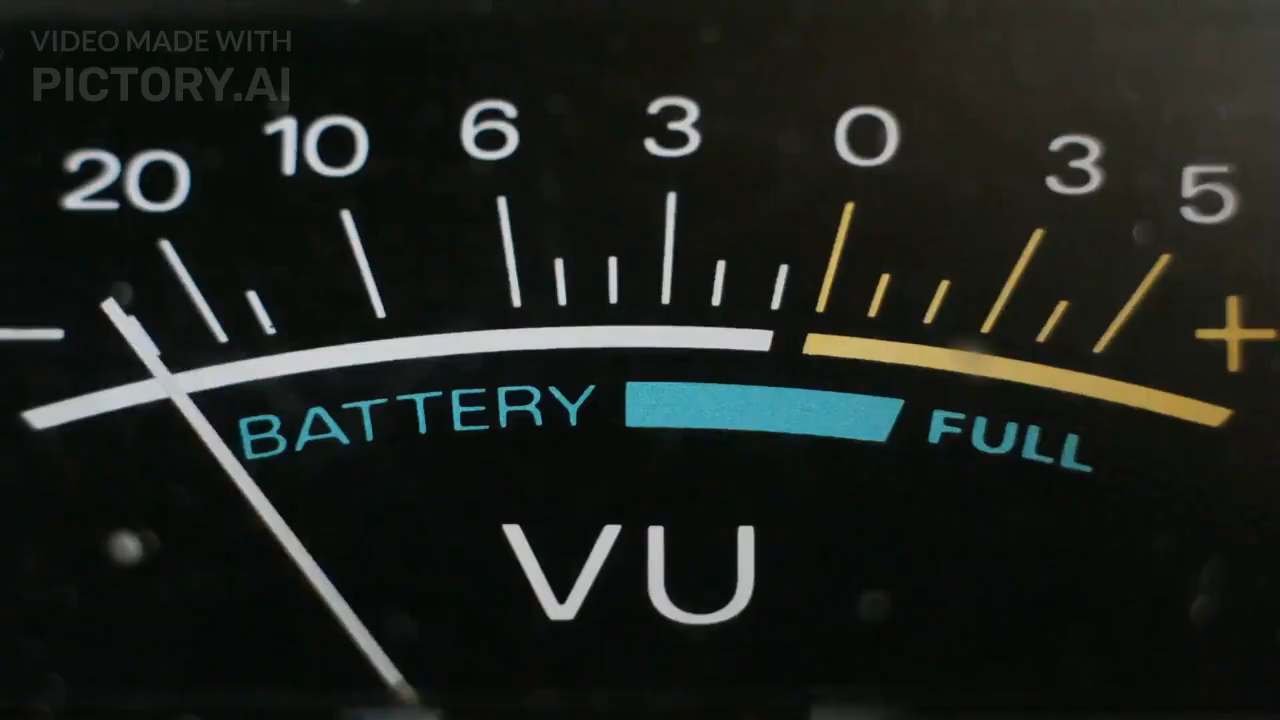 VIDEO MADE WITH
PICTORY.AI
20 10 6 3 0 3 5
- +
BATTERY FULL
VU